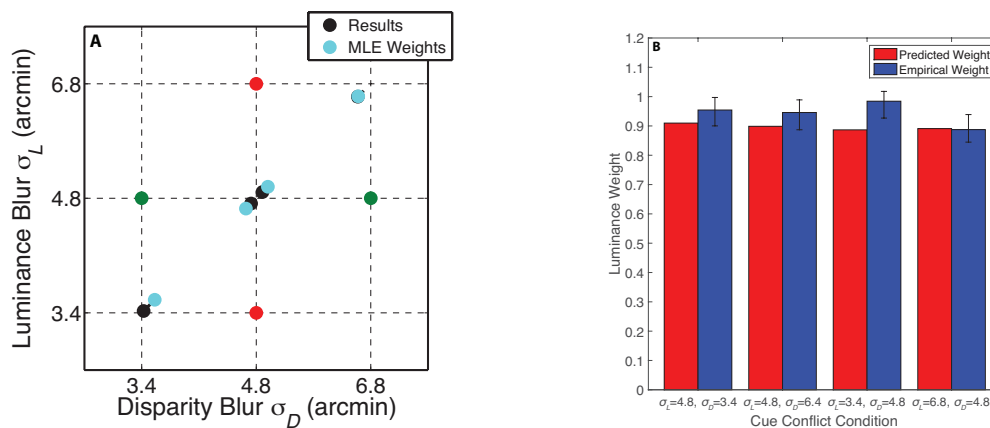 A
Results
MLE Weights
Luminance Blur σL (arcmin)
6.8
4.8
3.4
3.4 4.8 6.8
Disparity Blur σD (arcmin)
B
Predicted Weight
Empirical Weight
Luminance Weight
1.2
1.1
1
0.9
0.8
0.7
0.6
0.5
0.4
0.3
0.2
0.1
0
σL=4.8, σD=3.4 σL=4.8, σD=6.4 σL=3.4, σD=4.8 σL=6.8, σD=4.8
Cue Conflict Condition